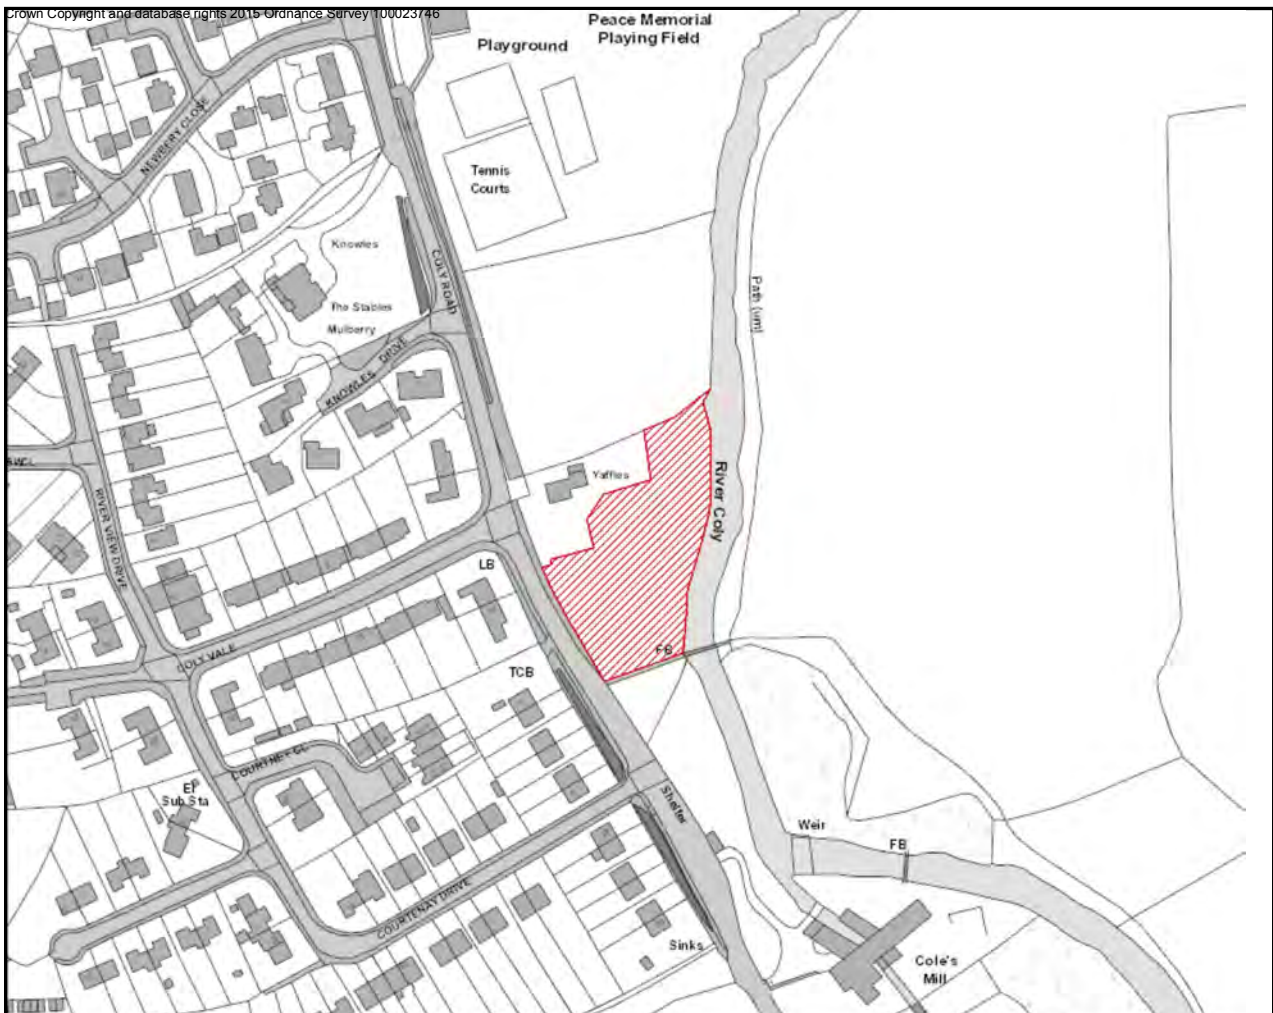 Crown Copyright and database rights 2015 Ordnance Survey 100023746
Peace Memorial
Playing Field
Playground
NEWBERY CLOSE
Tennis
Courts
Knowles
COLY ROAD
The Stables
Mulberry
Path (um)
KNOWLES DRIVE
Yaffles
River Coly
RIVER VIEW DRIVE
LB
COLY VALE
FB
TCB
COURTNEY CL
El
Sub Sta
Shelter
Weir
FB
COURTENAY DRIVE
Sinks
Cole's
Mill